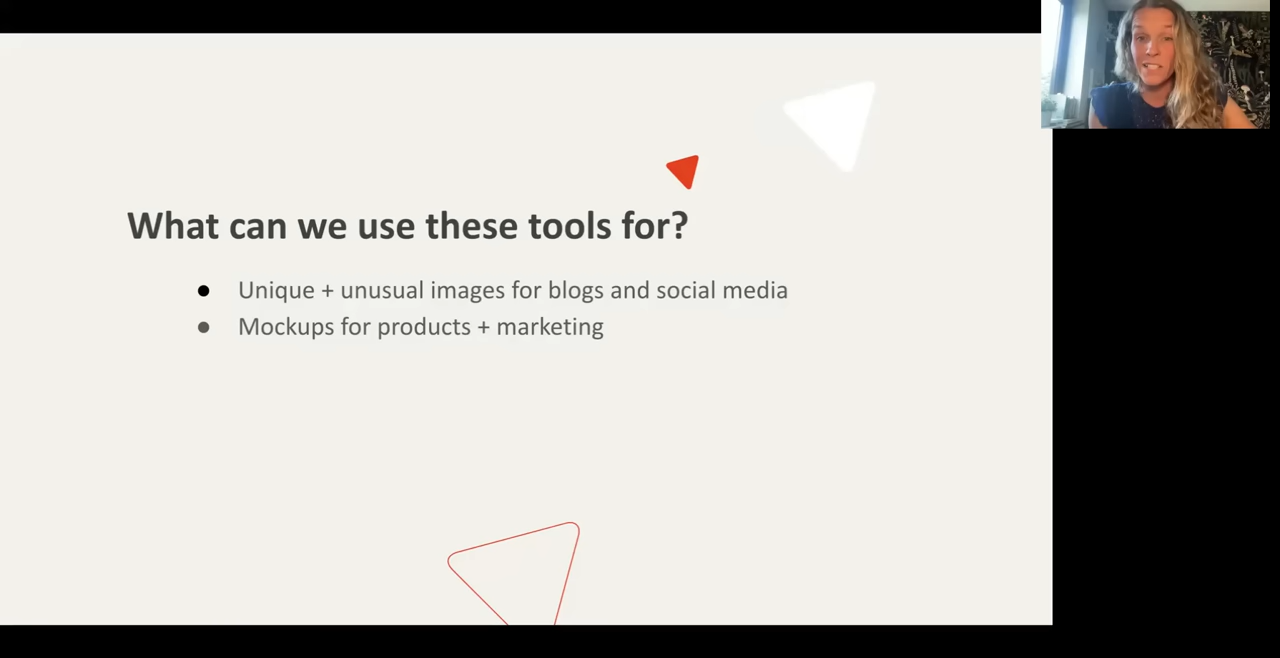 What can we use these tools for?
● Unique + unusual images for blogs and social media
● Mockups for products + marketing